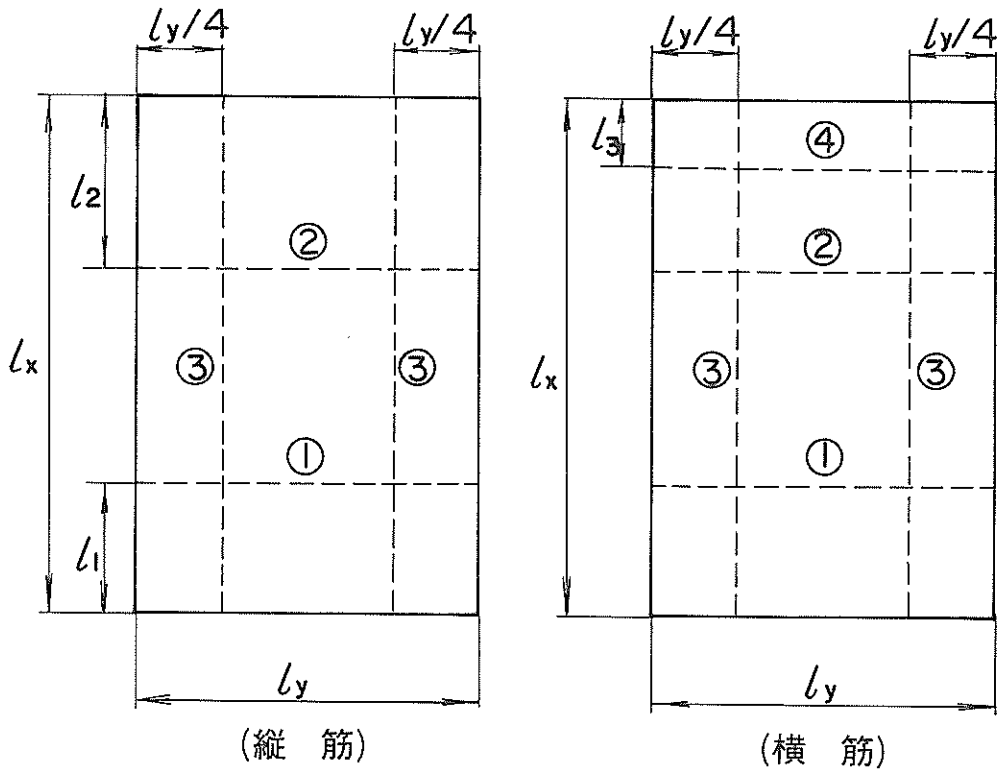 ly/4 ly/4 ly/4 ly/4
l2 l3 ④
② ②
lx ③ ③ lx ③ ③
① ①
l1
ly ly
(縦 筋) (横 筋)